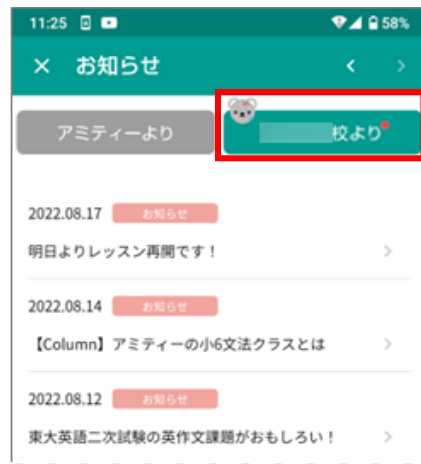 11:25 58%
× お知らせ < >
アミティーより 校より
2022.08.17 お知らせ
明日よりレッスン再開です！ >
2022.08.14 お知らせ
【Column】アミティーの小6文法クラスとは >
2022.08.12 お知らせ
東大英語二次試験の英作文課題がおもしろい！ >